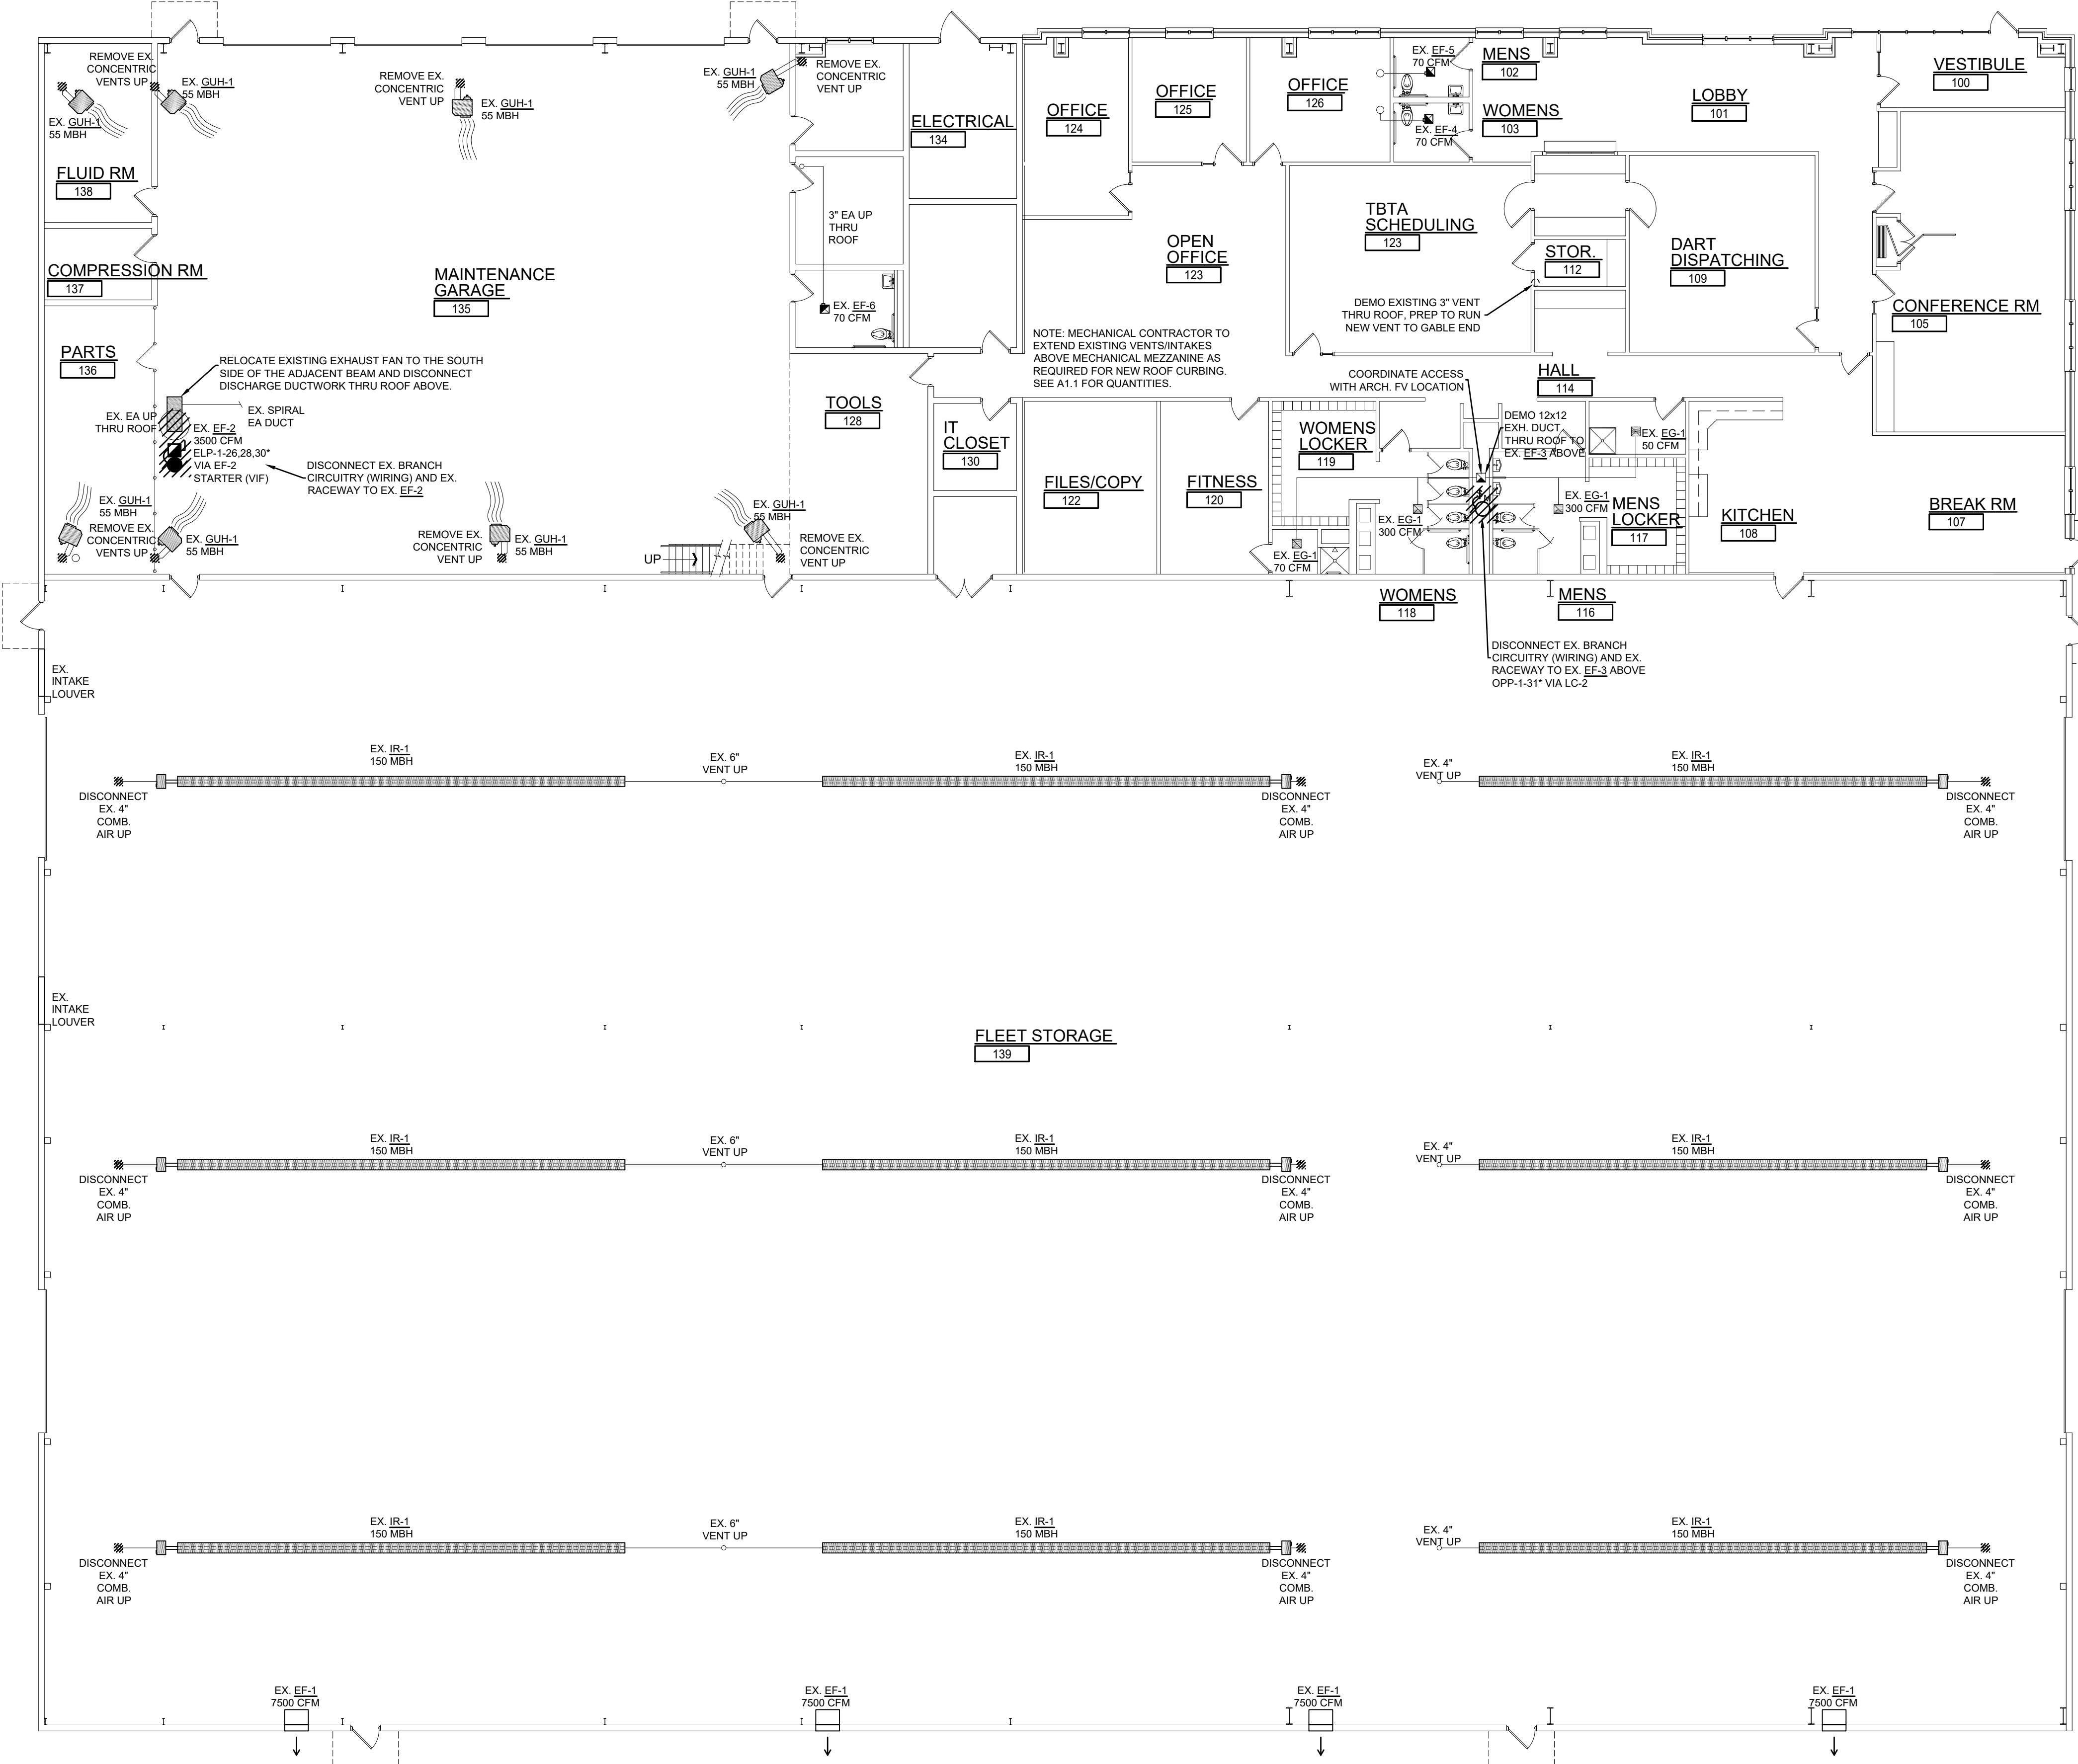 REMOVE EX.
CONCENTRIC
VENTS UP
EX. GUH-1
55 MBH
EX. GUH-1
55 MBH
FLUID RM
138
REMOVE EX.
CONCENTRIC
VENT UP
EX. GUH-1
55 MBH
EX. GUH-1
55 MBH
REMOVE EX.
CONCENTRIC
VENT UP
ELECTRICAL
134
OFFICE
124
OFFICE
125
OFFICE
126
EX. EF-5
70 CFM
MENS
102
WOMENS
103
EX. EF-4
70 CFM
LOBBY
101
VESTIBULE
100
COMPRESSION RM
137
MAINTENANCE
GARAGE
135
3" EA UP
THRU
ROOF
EX. EF-6
70 CFM
OPEN
OFFICE
123
TBTA
SCHEDULING
123
STOR.
112
DART
DISPATCHING
109
CONFERENCE RM
105
DEMO EXISTING 3" VENT
THRU ROOF, PREP TO RUN
NEW VENT TO GABLE END
NOTE: MECHANICAL CONTRACTOR TO
EXTEND EXISTING VENTS/INTAKES
ABOVE MECHANICAL MEZZANINE AS
REQUIRED FOR NEW ROOF CURBING.
SEE A1.1 FOR QUANTITIES.
PARTS
136
RELOCATE EXISTING EXHAUST FAN TO THE SOUTH
SIDE OF THE ADJACENT BEAM AND DISCONNECT
DISCHARGE DUCTWORK THRU ROOF ABOVE.
EX. EA UP
THRU ROOF
EX. SPIRAL
EA DUCT
EX. EF-2
3500 CFM
ELP-1-26,28,30*
VIA EF-2
STARTER (VIF)
DISCONNECT EX. BRANCH
CIRCUITRY (WIRING) AND EX.
RACEWAY TO EX. EF-2
TOOLS
128
IT
CLOSET
130
COORDINATE ACCESS
WITH ARCH. FV LOCATION
HALL
114
DEMO 12x12
EXH. DUCT
THRU ROOF TO
EX. EF-3 ABOVE
WOMENS
LOCKER
119
EX. EG-1
50 CFM
FILES/COPY
122
FITNESS
120
EX. EG-1
300 CFM
EX. EG-1
300 CFM
EX. EG-1
70 CFM
MENS
LOCKER
117
KITCHEN
108
BREAK RM
107
EX. GUH-1
55 MBH
REMOVE EX.
CONCENTRIC
VENTS UP
EX. GUH-1
55 MBH
REMOVE EX.
CONCENTRIC
VENT UP
EX. GUH-1
55 MBH
EX. GUH-1
55 MBH
REMOVE EX.
CONCENTRIC
VENT UP
UP
WOMENS
118
MENS
116
DISCONNECT EX. BRANCH
CIRCUITRY (WIRING) AND EX.
RACEWAY TO EX. EF-3 ABOVE
OPP-1-31* VIA LC-2
EX.
INTAKE
LOUVER
EX. IR-1
150 MBH
EX. 6"
VENT UP
EX. IR-1
150 MBH
EX. 4"
VENT UP
EX. IR-1
150 MBH
DISCONNECT
EX. 4"
COMB.
AIR UP
DISCONNECT
EX. 4"
COMB.
AIR UP
DISCONNECT
EX. 4"
COMB.
AIR UP
EX.
INTAKE
LOUVER
FLEET STORAGE
139
EX. IR-1
150 MBH
EX. 6"
VENT UP
EX. IR-1
150 MBH
EX. 4"
VENT UP
EX. IR-1
150 MBH
DISCONNECT
EX. 4"
COMB.
AIR UP
DISCONNECT
EX. 4"
COMB.
AIR UP
DISCONNECT
EX. 4"
COMB.
AIR UP
EX. IR-1
150 MBH
EX. 6"
VENT UP
EX. IR-1
150 MBH
EX. 4"
VENT UP
EX. IR-1
150 MBH
DISCONNECT
EX. 4"
COMB.
AIR UP
DISCONNECT
EX. 4"
COMB.
AIR UP
DISCONNECT
EX. 4"
COMB.
AIR UP
EX. EF-1
7500 CFM
EX. EF-1
7500 CFM
EX. EF-1
7500 CFM
EX. EF-1
7500 CFM